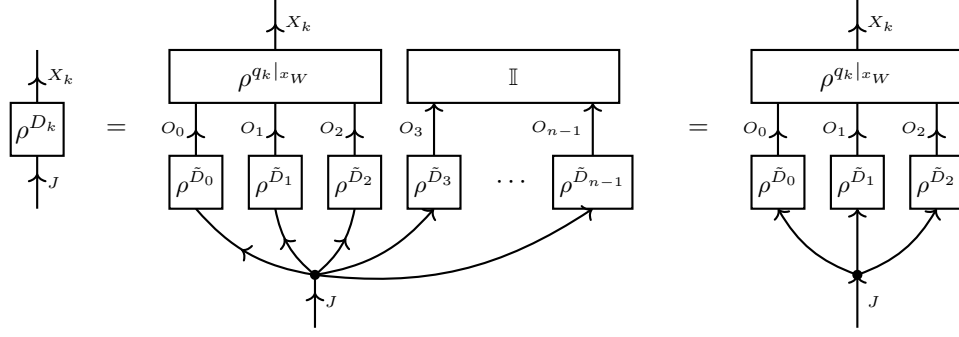 X_k X_k X_k
ρ^{q_k|x_W} 𝕀 ρ^{q_k|x_W}
ρ^{D_k} = O_0 O_1 O_2 O_3 O_{n−1} = O_0 O_1 O_2
J ρ^{D̃_0} ρ^{D̃_1} ρ^{D̃_2} ρ^{D̃_3} ⋯ ρ^{D̃_{n−1}} ρ^{D̃_0} ρ^{D̃_1} ρ^{D̃_2}
J J